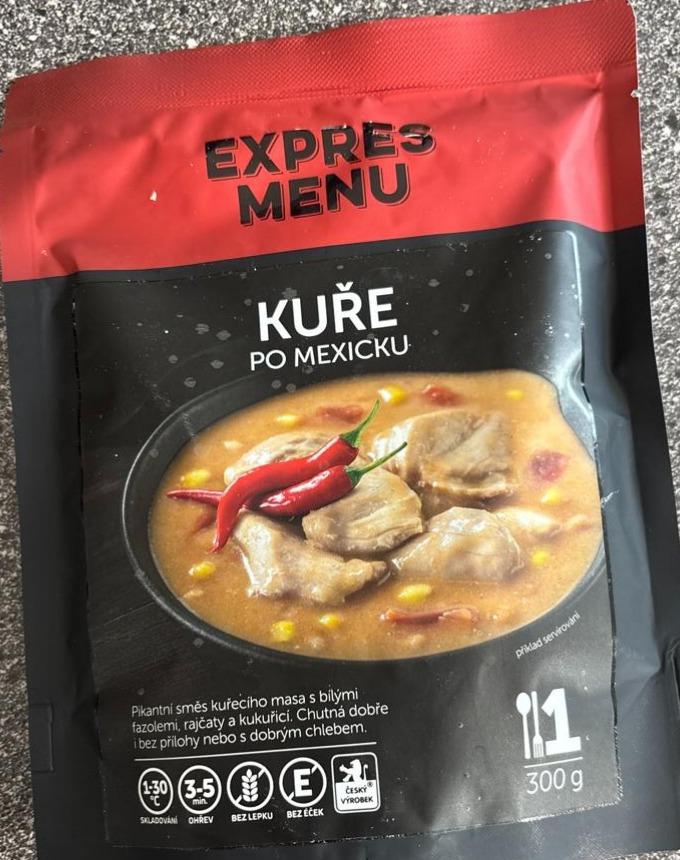 EXPRES
MENU
KUŘE
PO MEXICKU
příklad servírování
Pikantní směs kuřecího masa s bílými
fazolemi, rajčaty a kukuřicí. Chutná dobře
i bez přílohy nebo s dobrým chlebem.
1
300 g
1-30
°C
SKLADOVÁNÍ
3-5
min.
OHŘEV
BEZ LEPKU
E
BEZ ÉČEK
ČESKÝ®
VÝROBEK